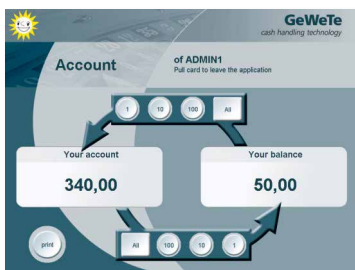 GeWeTe
cash handling technology
Account
of ADMIN1
Pull card to leave the application
1 10 100 All
Your account
Your balance
340,00
50,00
print
All 100 10 1